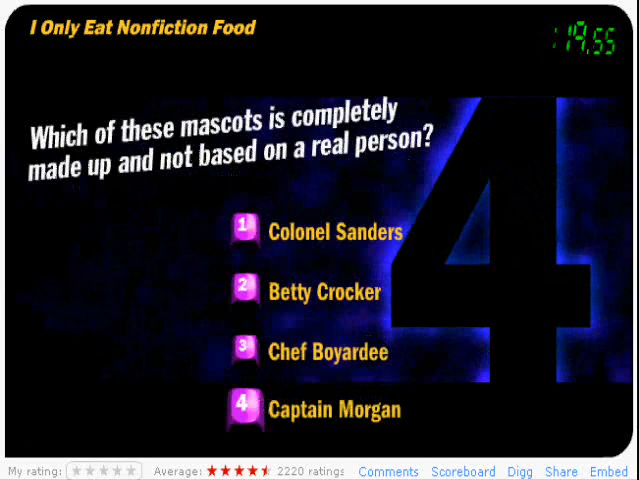 I Only Eat Nonfiction Food
:19.55
Which of these mascots is completely
made up and not based on a real person?
1 Colonel Sanders
2 Betty Crocker
3 Chef Boyardee
4 Captain Morgan
4
My rating: Average: 2220 ratings Comments Scoreboard Digg Share Embed